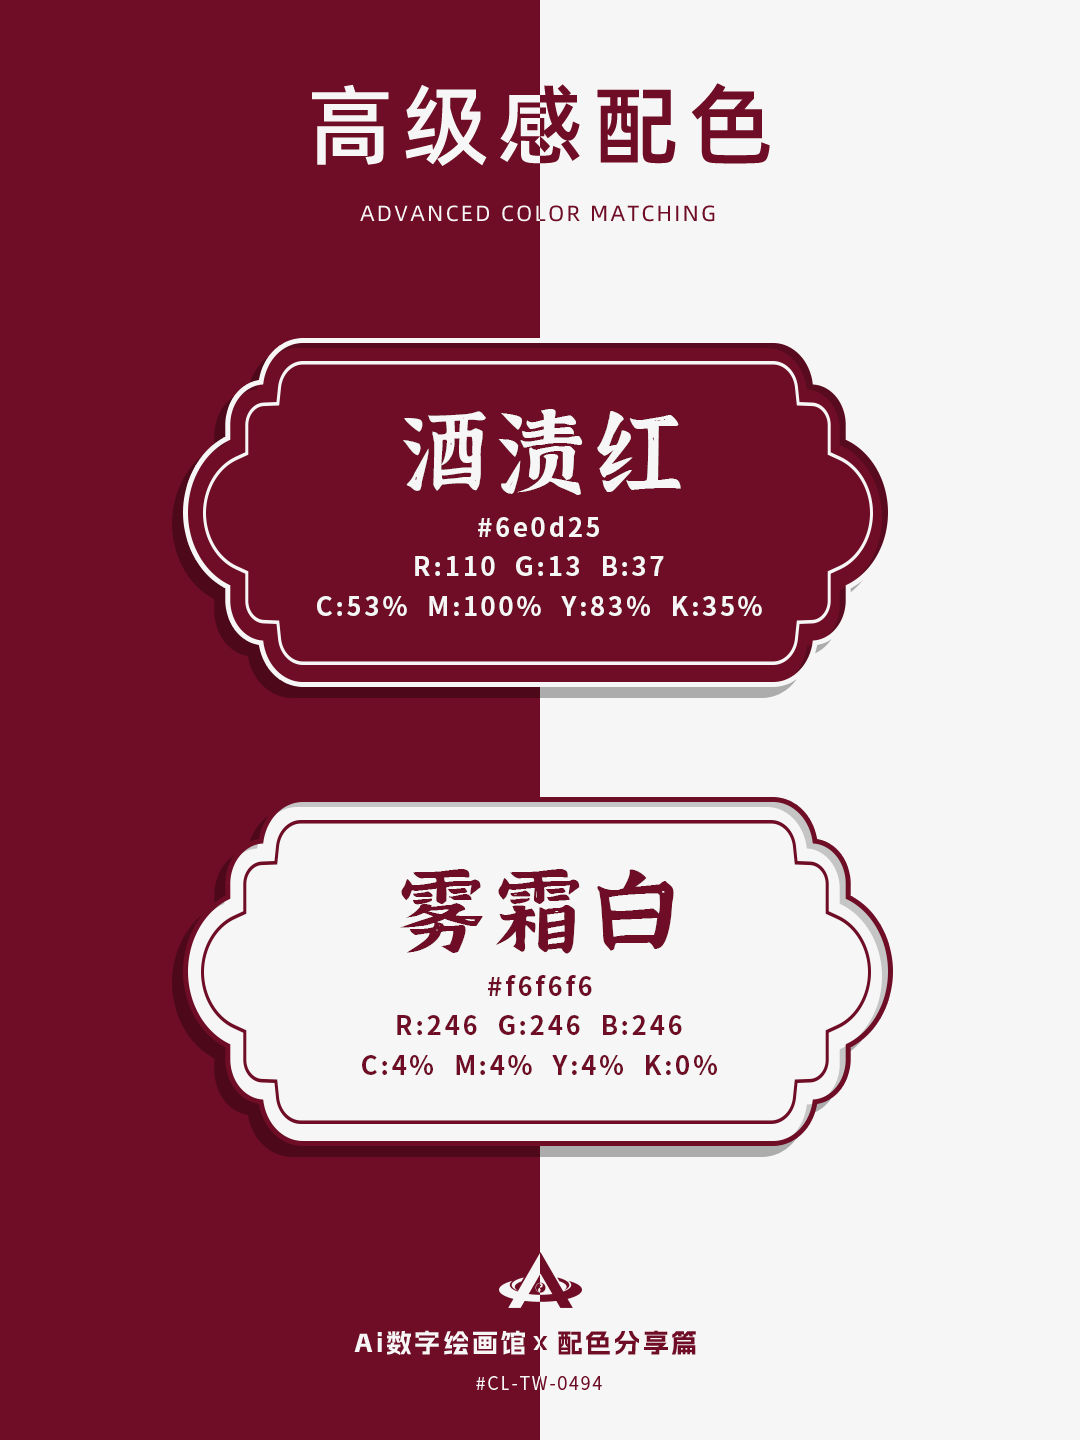 高级感配色
ADVANCED COLOR MATCHING
酒渍红
#6e0d25
R:110 G:13 B:37
C:53% M:100% Y:83% K:35%
雾霜白
#f6f6f6
R:246 G:246 B:246
C:4% M:4% Y:4% K:0%
Ai数字绘画馆 x 配色分享篇
#CL-TW-0494